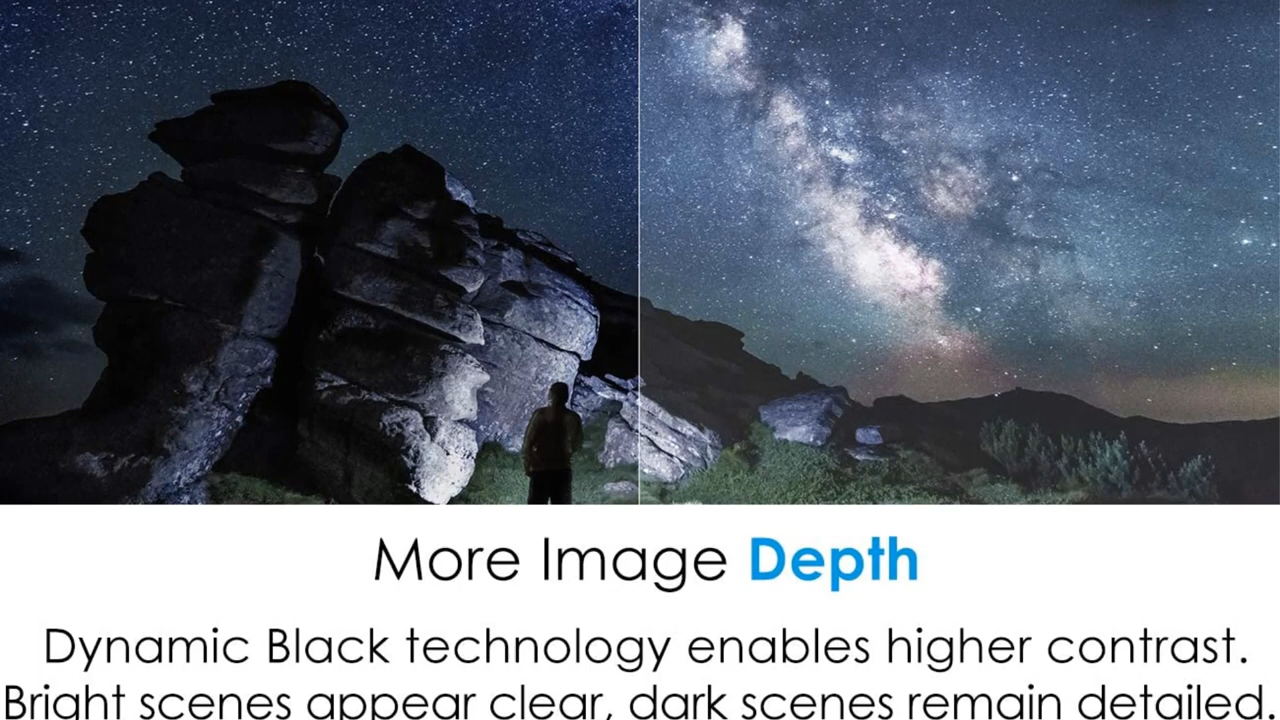 More Image Depth
Dynamic Black technology enables higher contrast.
Bright scenes appear clear, dark scenes remain detailed.